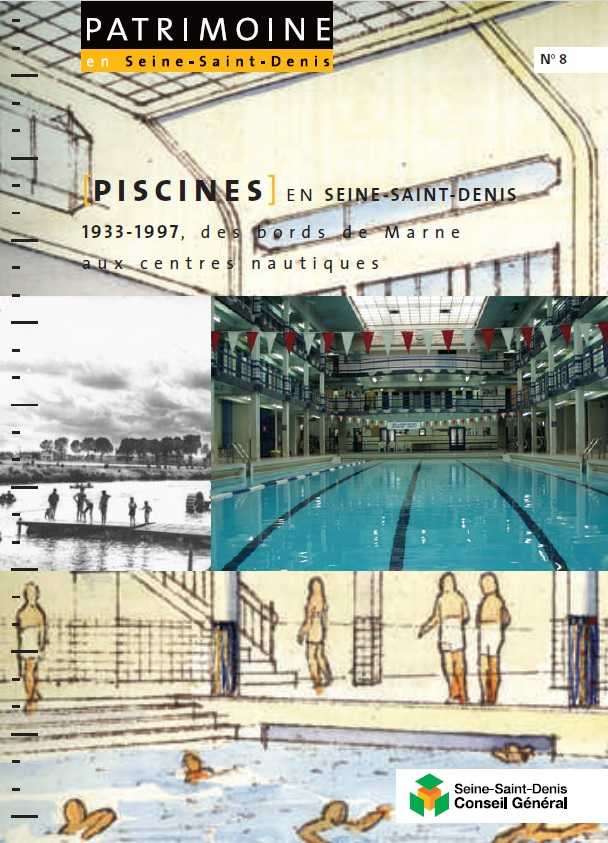 PATRIMOINE
en Seine-Saint-Denis
N° 8
[PISCINES] EN SEINE-SAINT-DENIS
1933-1997, des bords de Marne
aux centres nautiques
Seine-Saint-Denis
Conseil Général